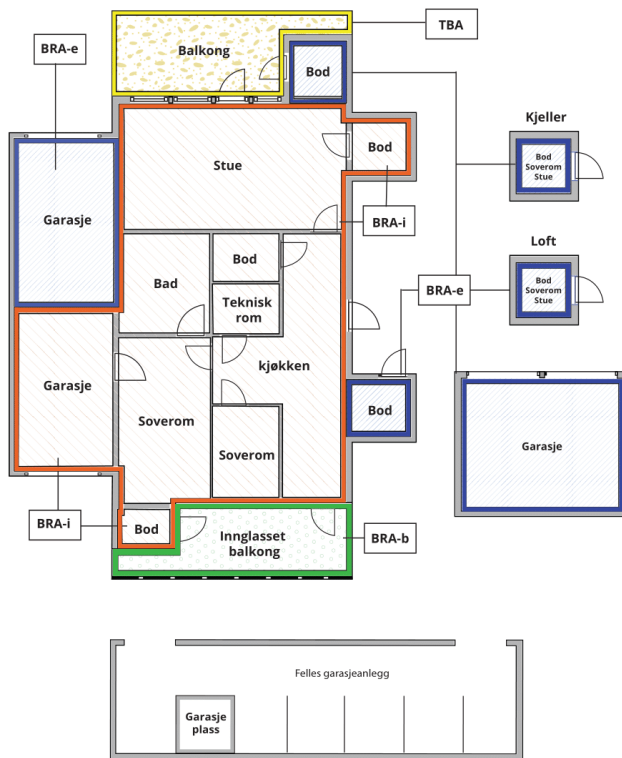 TBA
BRA-e
Balkong
Bod
Kjeller
Bod
Stue
Bod
Soverom
Stue
Garasje
BRA-i
Loft
Bod
Bad
Teknisk
rom
BRA-e
Bod
Soverom
Stue
kjøkken
Garasje
Soverom
Bod
Garasje
Soverom
BRA-i
Bod
Innglasset
balkong
BRA-b
Felles garasjeanlegg
Garasje
plass